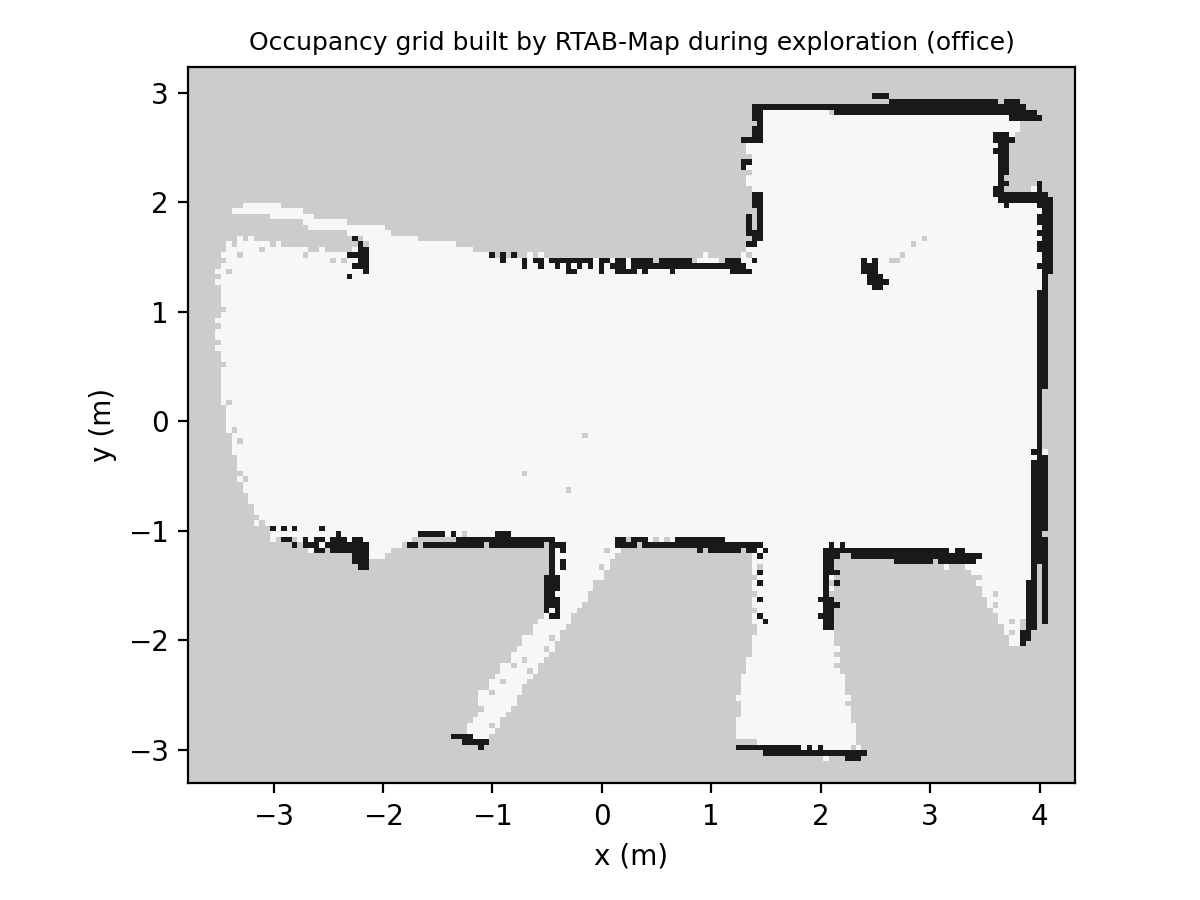 Occupancy grid built by RTAB-Map during exploration (office)
3
2
1
0
−1
−2
−3
y (m)
−3 −2 −1 0 1 2 3 4
x (m)